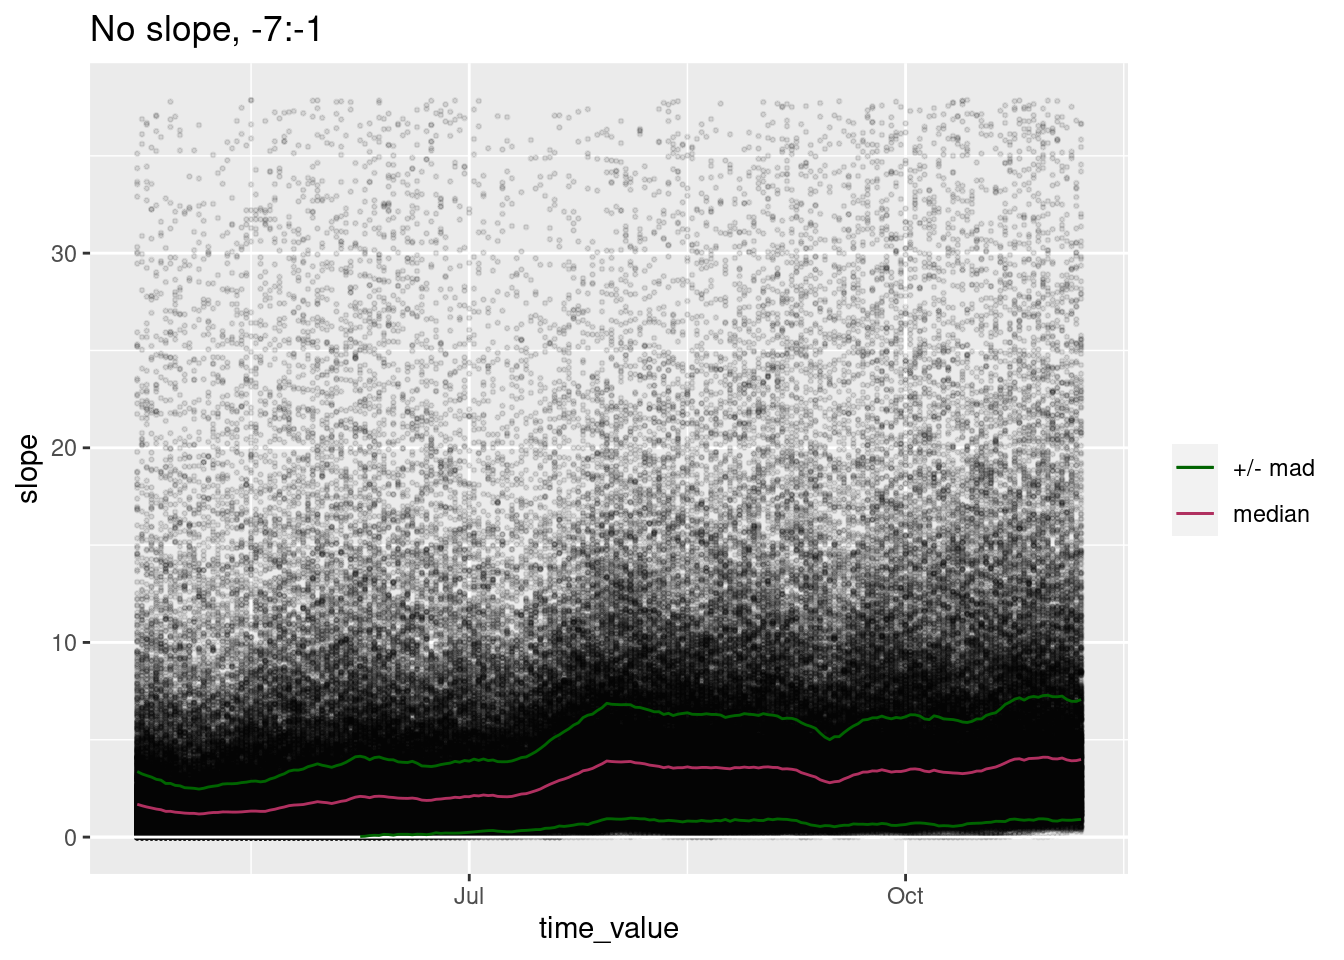 No slope, -7:-1
slope
30
20
10
0
Jul
Oct
time_value
+/- mad
median